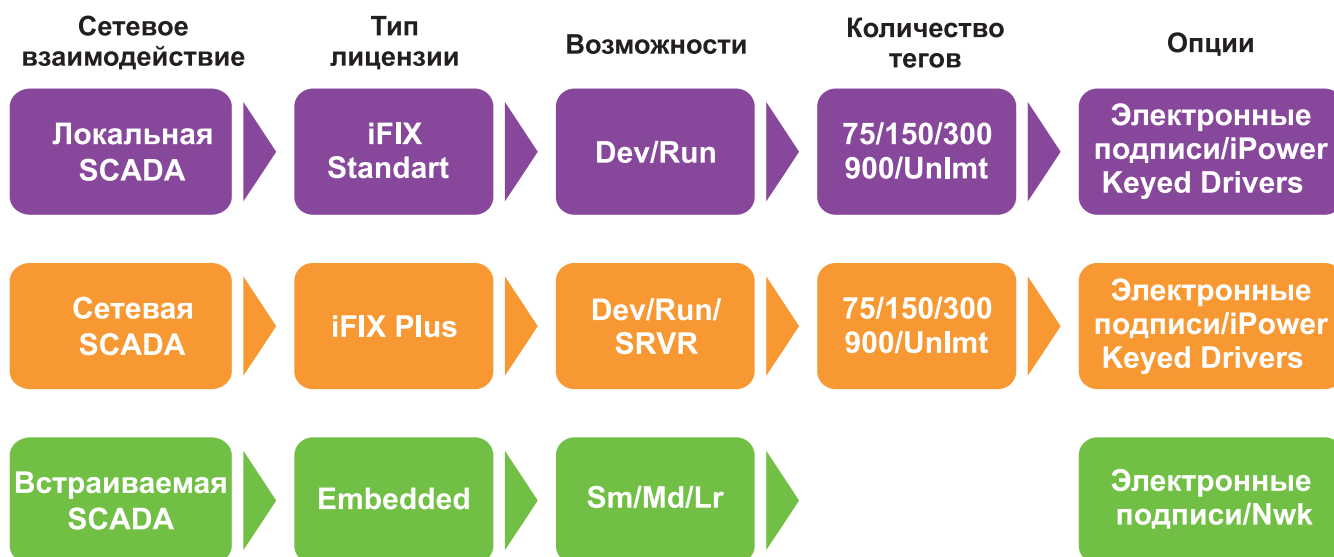 Сетевое
взаимодействие
Тип
лицензии
Возможности
Количество
тегов
Опции
Локальная
SCADA
iFIX
Standart
Dev/Run
75/150/300
900/Unlmt
Электронные
подписи/iPower
Keyed Drivers
Сетевая
SCADA
iFIX Plus
Dev/Run/
SRVR
75/150/300
900/Unlmt
Электронные
подписи/iPower
Keyed Drivers
Встраиваемая
SCADA
Embedded
Sm/Md/Lr
Электронные
подписи/Nwk